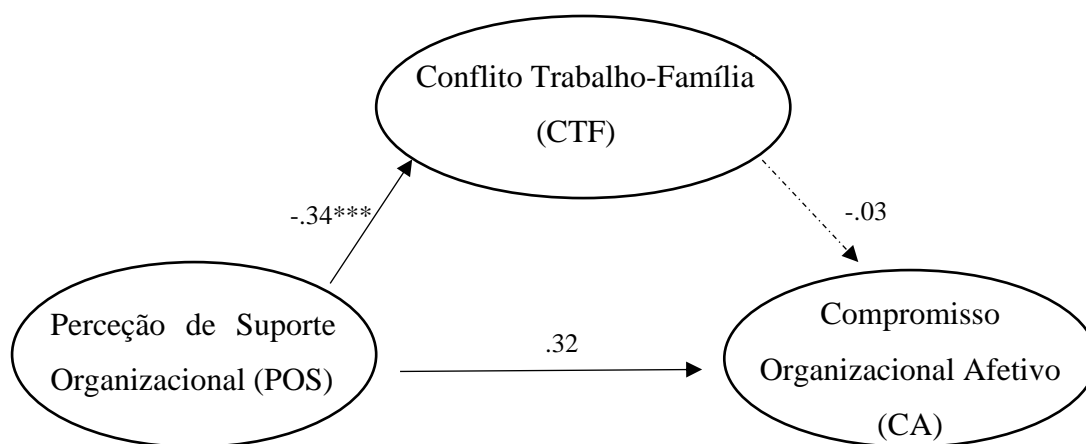 Conflito Trabalho-Família
(CTF)
-.34***
-.03
Perceção de Suporte
Organizacional (POS)
.32
Compromisso
Organizacional Afetivo
(CA)